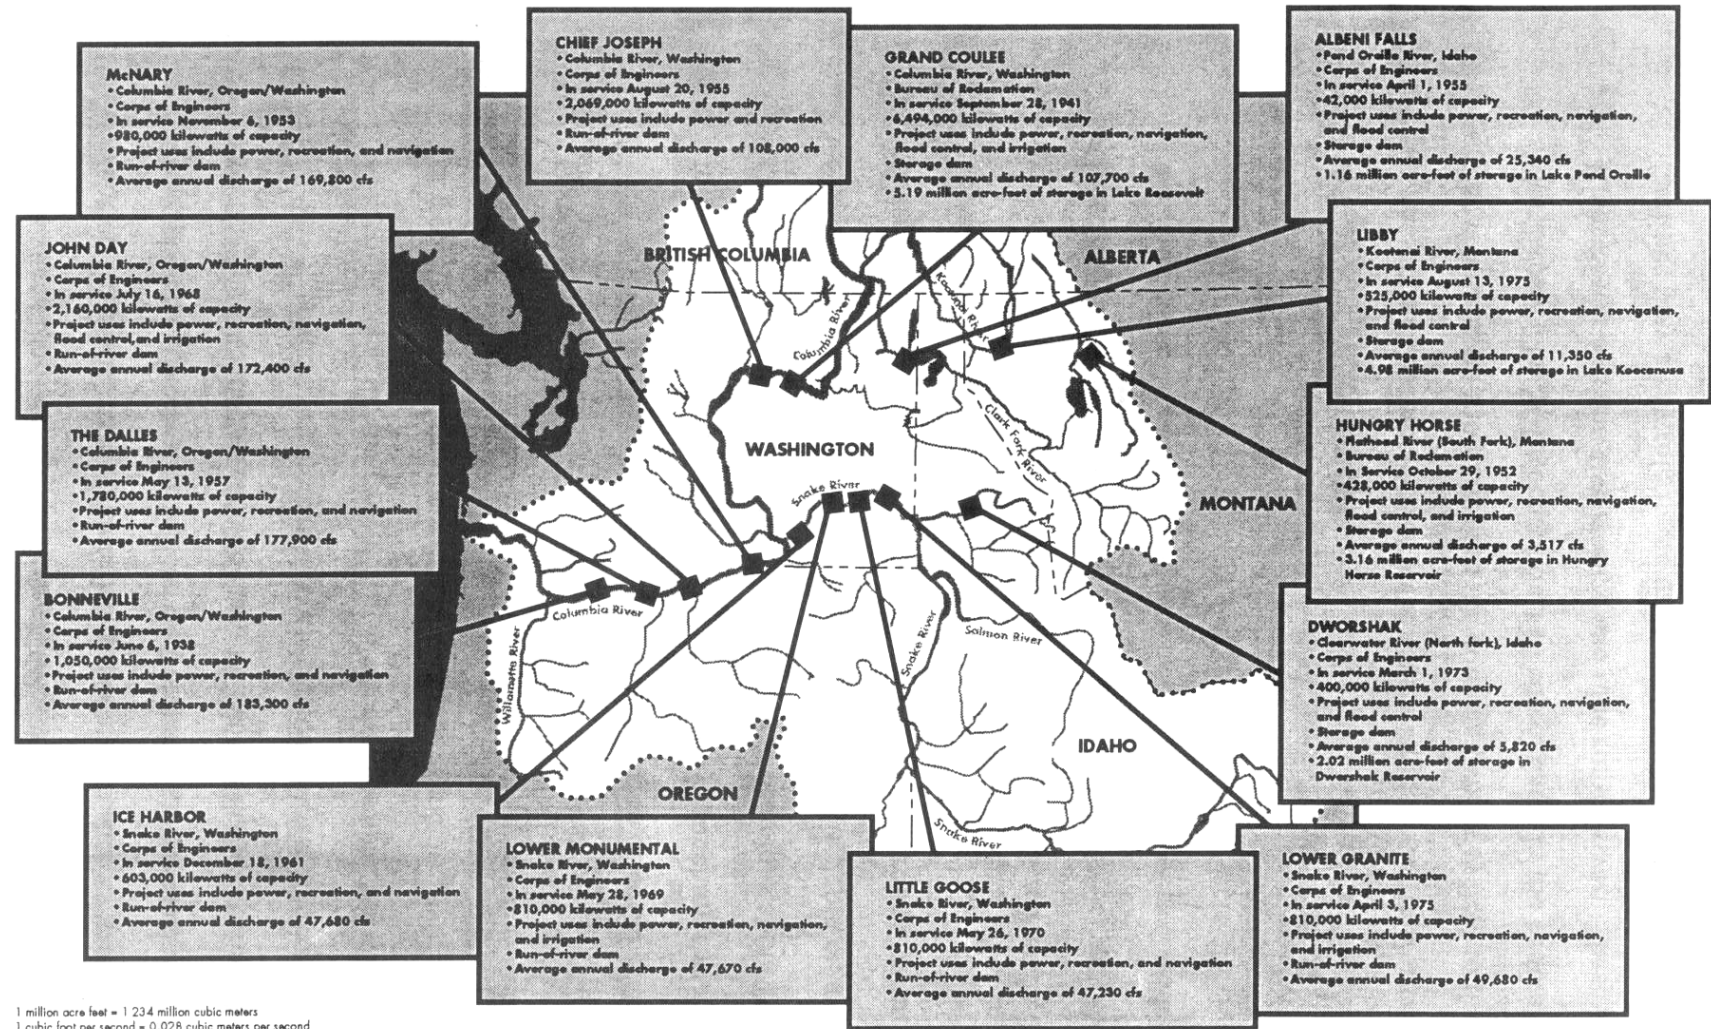 McNARY
• Columbia River, Oregon/Washington
• Corps of Engineers
• In service November 6, 1953
• 980,000 kilowatts of capacity
• Project uses include power, recreation, and navigation
• Run-of-river dam
• Average annual discharge of 169,800 cfs
CHIEF JOSEPH
• Columbia River, Washington
• Corps of Engineers
• In service August 20, 1955
• 2,069,000 kilowatts of capacity
• Project uses include power and recreation
• Run-of-river dam
• Average annual discharge of 108,000 cfs
GRAND COULEE
• Columbia River, Washington
• Bureau of Reclamation
• In service September 28, 1941
• 6,494,000 kilowatts of capacity
• Project uses include power, recreation, navigation,
flood control, and irrigation
• Storage dam
• Average annual discharge of 107,700 cfs
• 5.19 million acre-feet of storage in Lake Roosevelt
ALBENI FALLS
• Pend Oreille River, Idaho
• Corps of Engineers
• In service April 1, 1955
• 42,000 kilowatts of capacity
• Project uses include power, recreation, navigation,
and flood control
• Storage dam
• Average annual discharge of 25,340 cfs
• 1.16 million acre-feet of storage in Lake Pend Oreille
JOHN DAY
• Columbia River, Oregon/Washington
• Corps of Engineers
• In service July 16, 1968
• 2,160,000 kilowatts of capacity
• Project uses include power, recreation, navigation,
flood control, and irrigation
• Run-of-river dam
• Average annual discharge of 172,400 cfs
LIBBY
• Kootenai River, Montana
• Corps of Engineers
• In service August 13, 1975
• 525,000 kilowatts of capacity
• Project uses include power, recreation, navigation,
and flood control
• Storage dam
• Average annual discharge of 11,350 cfs
• 4.98 million acre-feet of storage in Lake Koocanusa
THE DALLES
• Columbia River, Oregon/Washington
• Corps of Engineers
• In service May 13, 1957
• 1,780,000 kilowatts of capacity
• Project uses include power, recreation, and navigation
• Run-of-river dam
• Average annual discharge of 177,900 cfs
HUNGRY HORSE
• Flathead River (South Fork), Montana
• Bureau of Reclamation
• In Service October 29, 1952
• 428,000 kilowatts of capacity
• Project uses include power, recreation, navigation,
flood control, and irrigation
• Storage dam
• Average annual discharge of 3,517 cfs
• 3.16 million acre-feet of storage in Hungry
Horse Reservoir
BONNEVILLE
• Columbia River, Oregon/Washington
• Corps of Engineers
• In service June 6, 1938
• 1,050,000 kilowatts of capacity
• Project uses include power, recreation, and navigation
• Run-of-river dam
• Average annual discharge of 183,300 cfs
DWORSHAK
• Clearwater River (North fork), Idaho
• Corps of Engineers
• In service March 1, 1973
• 400,000 kilowatts of capacity
• Project uses include power, recreation, navigation,
and flood control
• Storage dam
• Average annual discharge of 5,820 cfs
• 2.02 million acre-feet of storage in
Dworshak Reservoir
ICE HARBOR
• Snake River, Washington
• Corps of Engineers
• In service December 18, 1961
• 603,000 kilowatts of capacity
• Project uses include power, recreation, and navigation
• Run-of-river dam
• Average annual discharge of 47,680 cfs
LOWER MONUMENTAL
• Snake River, Washington
• Corps of Engineers
• In service May 28, 1969
• 810,000 kilowatts of capacity
• Project uses include power, recreation, navigation,
and irrigation
• Run-of-river dam
• Average annual discharge of 47,670 cfs
LITTLE GOOSE
• Snake River, Washington
• Corps of Engineers
• In service May 26, 1970
• 810,000 kilowatts of capacity
• Project uses include power, recreation, and navigation
• Run-of-river dam
• Average annual discharge of 47,230 cfs
LOWER GRANITE
• Snake River, Washington
• Corps of Engineers
• In service April 3, 1975
• 810,000 kilowatts of capacity
• Project uses include power, recreation, navigation,
and irrigation
• Run-of-river dam
• Average annual discharge of 49,680 cfs
BRITISH COLUMBIA
ALBERTA
Columbia River
Kootenai River
WASHINGTON
Clark Fork River
MONTANA
Snake River
Columbia River
Willamette River
Snake River
Salmon River
IDAHO
OREGON
Snake River
1 million acre feet = 1 234 million cubic meters
1 cubic foot per second = 0.028 cubic meters per second